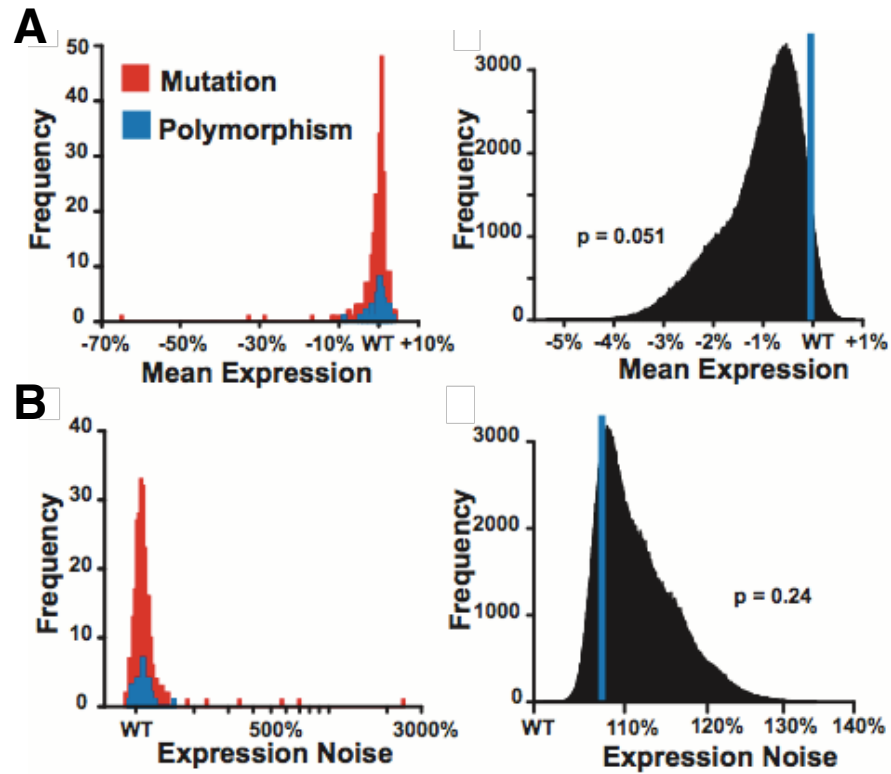 A
50
40
30
20
10
0
Frequency
Mutation
Polymorphism
-70% -50% -30% -10% WT +10%
Mean Expression
3000
2000
1000
0
Frequency
p = 0.051
-5% -4% -3% -2% -1% WT +1%
Mean Expression
B
40
30
20
10
0
Frequency
WT 500% 3000%
Expression Noise
3000
2000
1000
0
Frequency
p = 0.24
WT 110% 120% 130% 140%
Expression Noise